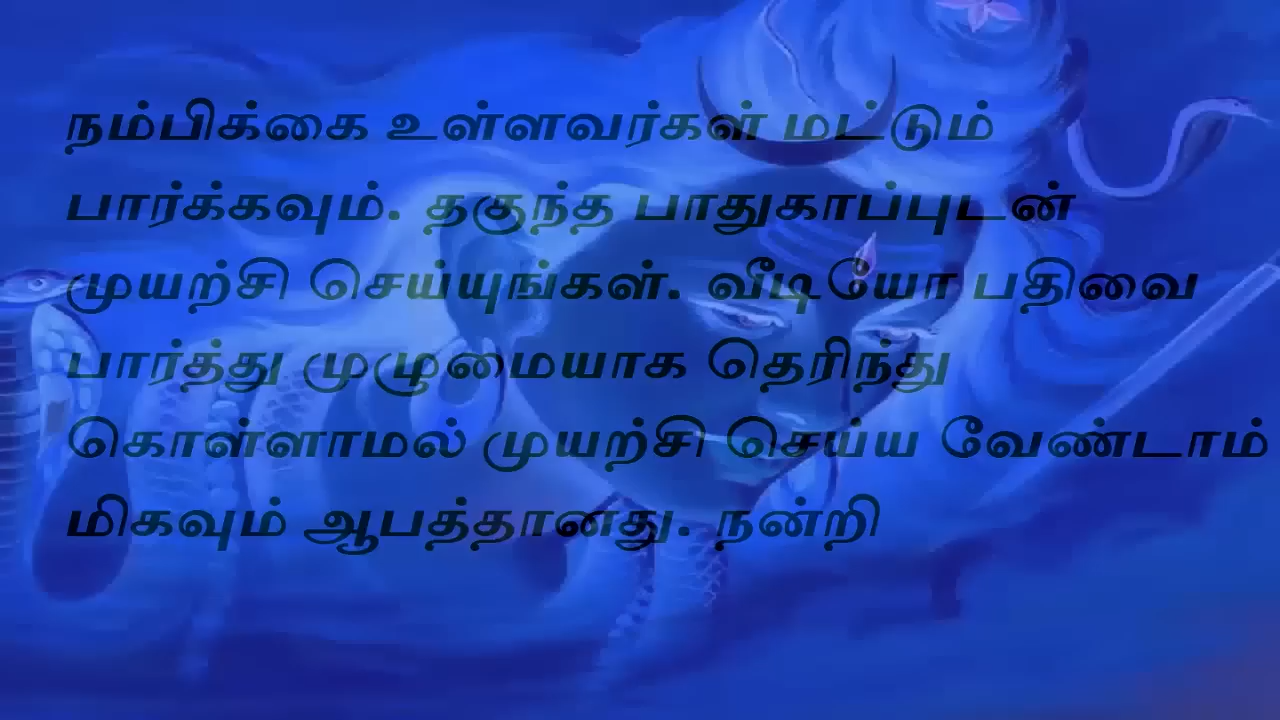 நம்பிக்கை உள்ளவர்கள் மட்டும்
பார்க்கவும். தகுந்த பாதுகாப்புடன்
முயற்சி செய்யுங்கள். வீடியோ பதிவை
பார்த்து முழுமையாக தெரிந்து
கொள்ளாமல் முயற்சி செய்ய வேண்டாம்
மிகவும் ஆபத்தானது. நன்றி